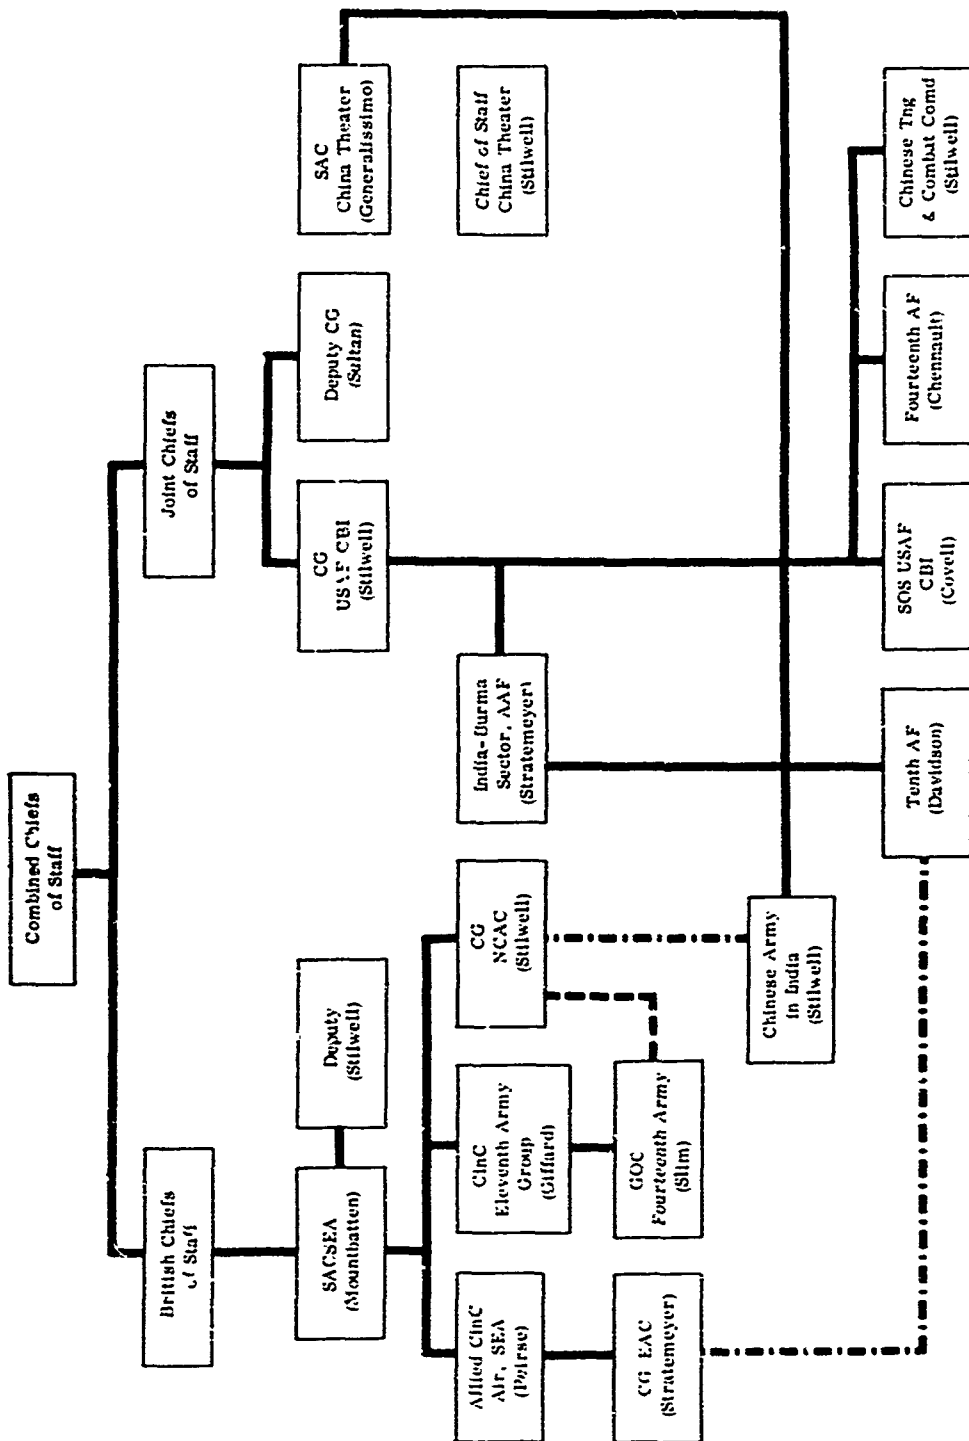 Combined Chiefs
of Staff
British Chiefs
of Staff
Joint Chiefs
of Staff
SACSEA
(Mountbatten)
Deputy
(Stilwell)
CG
USAF CBI
(Stilwell)
Deputy CG
(Sultan)
SAC
China Theater
(Generalissimo)
Allied CinC
Air, SEA
(Peirse)
CinC
Eleventh Army
Group
(Giffard)
CG
NCAC
(Stilwell)
India-Burma
Sector, AAF
(Stratemeyer)
Chief of Staff
China Theater
(Stilwell)
CG EAC
(Stratemeyer)
GOC
Fourteenth Army
(Slim)
Chinese Army
in India
(Stilwell)
Tenth AF
(Davidson)
SOS USAF
CBI
(Covell)
Fourteenth AF
(Chennault)
Chinese Tng
& Combat Comd
(Stilwell)